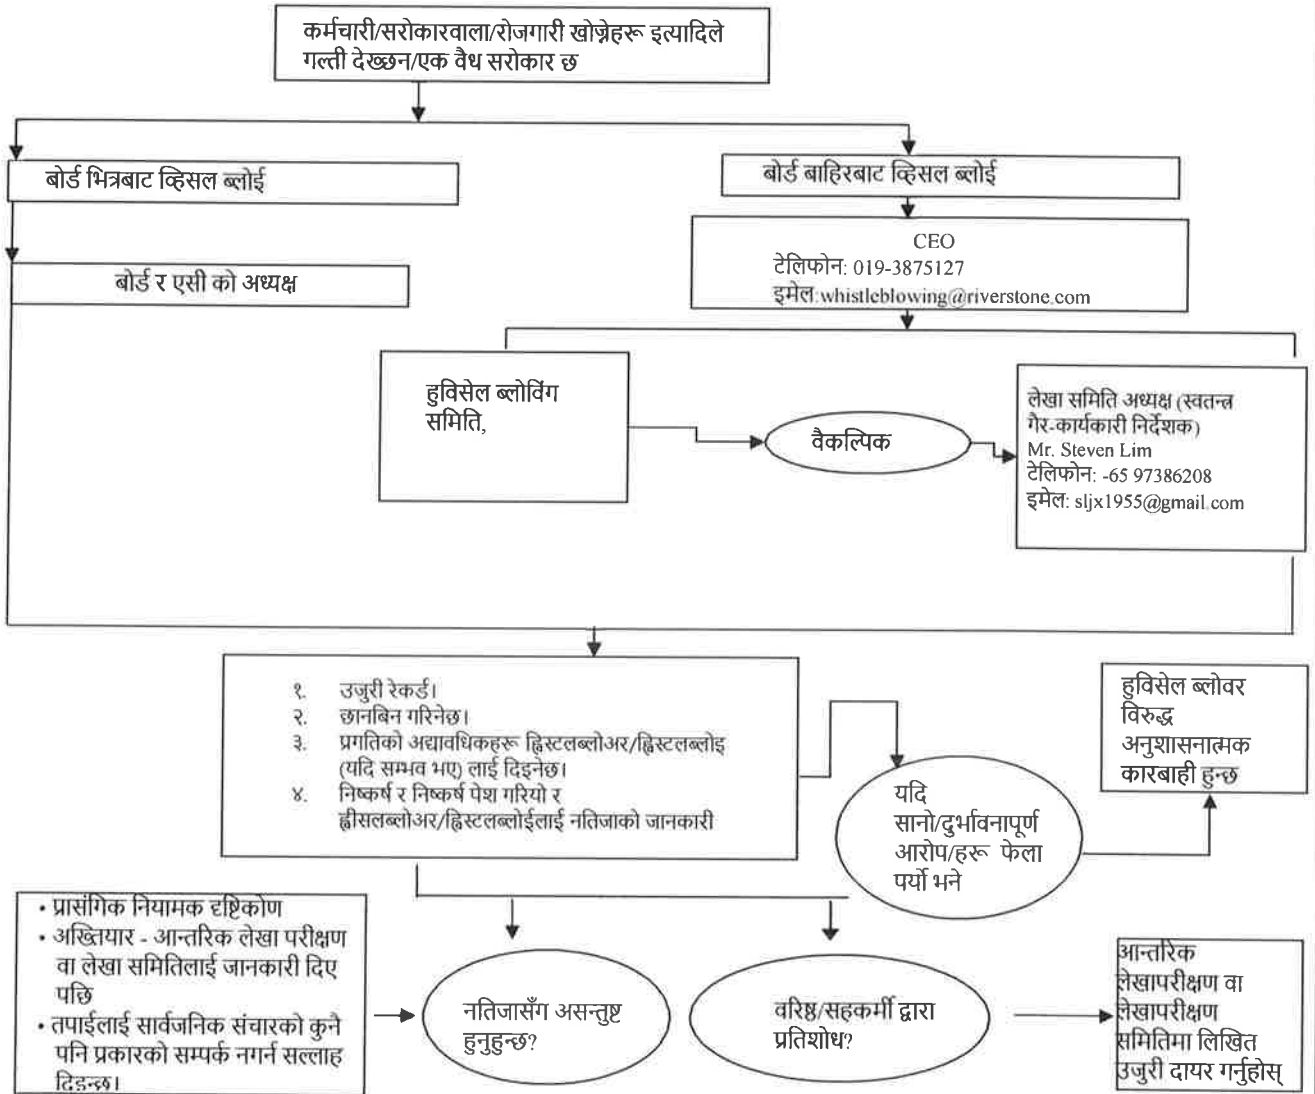 कर्मचारी/सरोकारवाला/रोजगारी खोज्नेहरू इत्यादिले
गल्ती देख्छन/एक वैध सरोकार छ
बोर्ड भित्रबाट व्हिसल ब्लोई
बोर्ड बाहिरबाट व्हिसल ब्लोई
बोर्ड र एसी को अध्यक्ष
CEO
टेलिफोन: 019-3875127
इमेल:whistleblowing@riverstone.com
हुविसेल ब्लोविंग
समिति,
वैकल्पिक
लेखा समिति अध्यक्ष (स्वतन्त्र
गैर-कार्यकारी निर्देशक)
Mr. Steven Lim
टेलिफोन: -65 97386208
इमेल: sljx1955@gmail.com
१. उजुरी रेकर्ड।
२. छानबिन गरिनेछ।
३. प्रगतिको अद्यावधिकहरू ह्विस्टलब्लोअर/ह्विस्टलब्लोइ
(यदि सम्भव भए) लाई दिइनेछ।
४. निष्कर्ष र निष्कर्ष पेश गरियो र
ह्वीसलब्लोअर/ह्विस्टलब्लोईलाई नतिजाको जानकारी
यदि
सानो/दुर्भावनापूर्ण
आरोप/हरू फेला
पर्यो भने
हुविसेल ब्लोवर
विरुद्ध
अनुशासनात्मक
कारबाही हुन्छ
• प्रासंगिक नियामक दृष्टिकोण
• अख्तियार - आन्तरिक लेखा परीक्षण
वा लेखा समितिलाई जानकारी दिए
पछि
• तपाईलाई सार्वजनिक संचारको कुनै
पनि प्रकारको सम्पर्क नगर्न सल्लाह
दिइन्छ।
नतिजासँग असन्तुष्ट
हुनुहुन्छ?
वरिष्ठ/सहकर्मी द्वारा
प्रतिशोध?
आन्तरिक
लेखापरीक्षण वा
लेखापरीक्षण
समितिमा लिखित
उजुरी दायर गर्नुहोस्